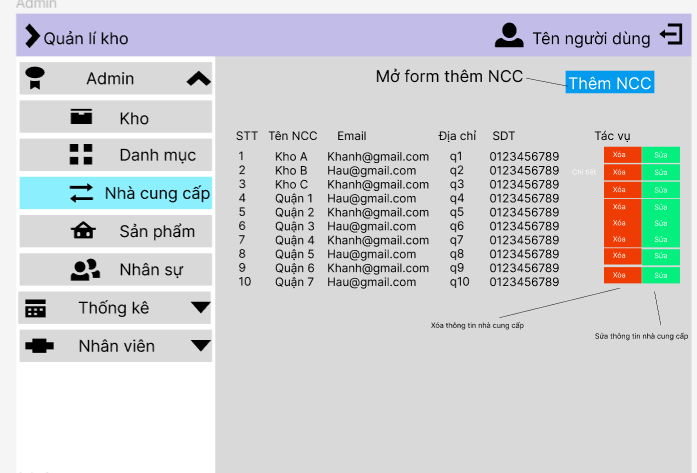 Admin
Quản lí kho
Tên người dùng
Admin
Kho
Danh mục
Nhà cung cấp
Sản phẩm
Nhân sự
Thống kê
Nhân viên
Mở form thêm NCC
Thêm NCC
STT Tên NCC Email Địa chỉ SDT Tác vụ
1 Kho A Khanh@gmail.com q1 0123456789 Xóa Sửa
2 Kho B Hau@gmail.com q2 0123456789 Chi tiết Xóa Sửa
3 Kho C Khanh@gmail.com q3 0123456789 Xóa Sửa
4 Quận 1 Hau@gmail.com q4 0123456789 Xóa Sửa
5 Quận 2 Khanh@gmail.com q5 0123456789 Xóa Sửa
6 Quận 3 Hau@gmail.com q6 0123456789 Xóa Sửa
7 Quận 4 Khanh@gmail.com q7 0123456789 Xóa Sửa
8 Quận 5 Hau@gmail.com q8 0123456789 Xóa Sửa
9 Quận 6 Khanh@gmail.com q9 0123456789 Xóa Sửa
10 Quận 7 Hau@gmail.com q10 0123456789
Xóa thông tin nhà cung cấp
Sửa thông tin nhà cung cấp